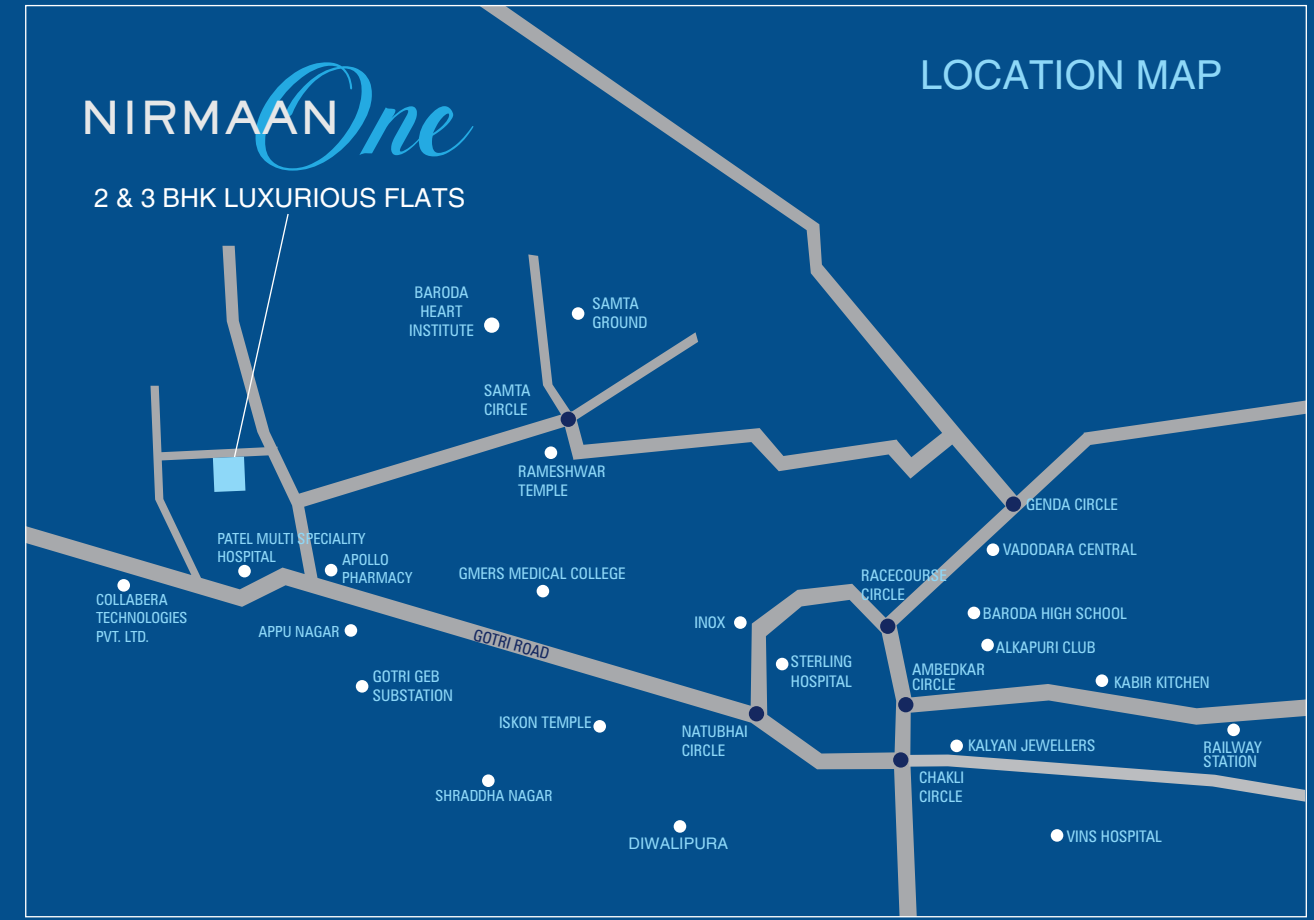 LOCATION MAP
NIRMAAN One
2 & 3 BHK LUXURIOUS FLATS
BARODA
HEART
INSTITUTE
SAMTA
GROUND
SAMTA
CIRCLE
RAMESHWAR
TEMPLE
GENDA CIRCLE
VADODARA CENTRAL
PATEL MULTI SPECIALITY
HOSPITAL
APOLLO
PHARMACY
GMERS MEDICAL COLLEGE
RACECOURSE
CIRCLE
COLLABERA
TECHNOLOGIES
PVT. LTD.
APPU NAGAR
GOTRI ROAD
INOX
BARODA HIGH SCHOOL
ALKAPURI CLUB
STERLING
HOSPITAL
AMBEDKAR
CIRCLE
KABIR KITCHEN
GOTRI GEB
SUBSTATION
ISKON TEMPLE
NATUBHAI
CIRCLE
KALYAN JEWELLERS
RAILWAY
STATION
SHRADDHA NAGAR
CHAKLI
CIRCLE
DIWALIPURA
VINS HOSPITAL